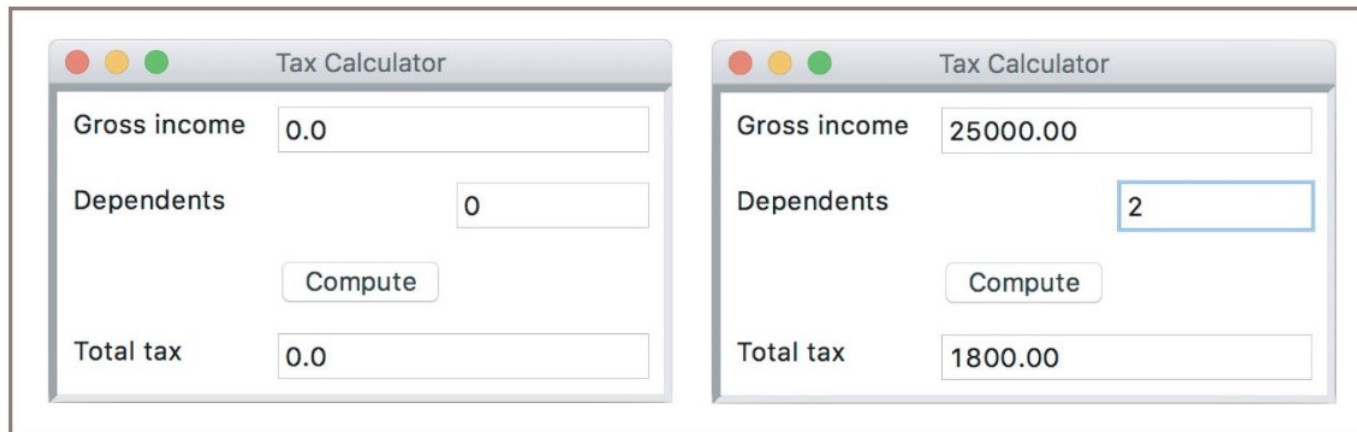 Tax Calculator
Gross income 0.0
Dependents 0
Compute
Total tax 0.0
Tax Calculator
Gross income 25000.00
Dependents 2
Compute
Total tax 1800.00